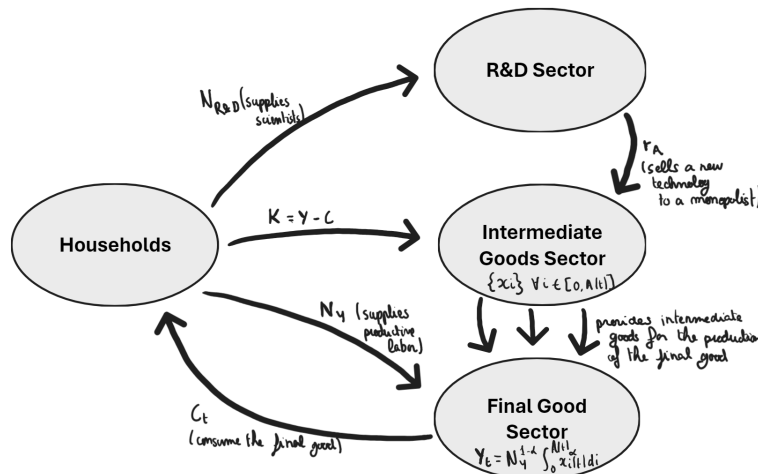 R&D Sector
N_R&D (supplies
scientists)
r_A
(sells a new
technology
to a monopolist)
K = Y - C
Households
Intermediate
Goods Sector
{xi} ∀ i ∈ [0, A(t)]
N_y (supplies
productive
labor)
provides intermediate
goods for the production
of the final good
C_t
(consume the final good)
Final Good
Sector
Y_t = N_y^{1-α} ∫_0^{A(t)} x_i^α(t) di